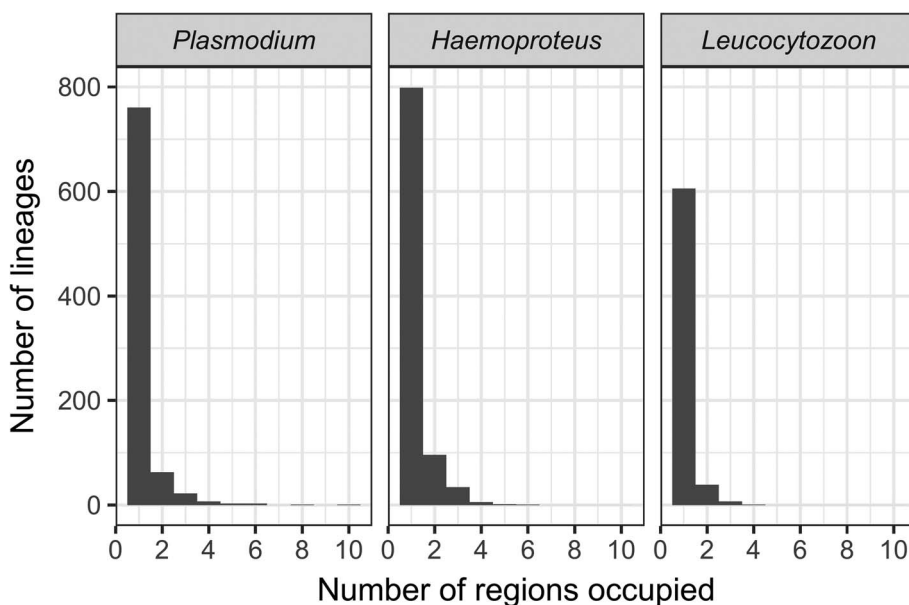 Plasmodium Haemoproteus Leucocytozoon
Number of lineages
800
600
400
200
0
0 2 4 6 8 10 0 2 4 6 8 10 0 2 4 6 8 10
Number of regions occupied